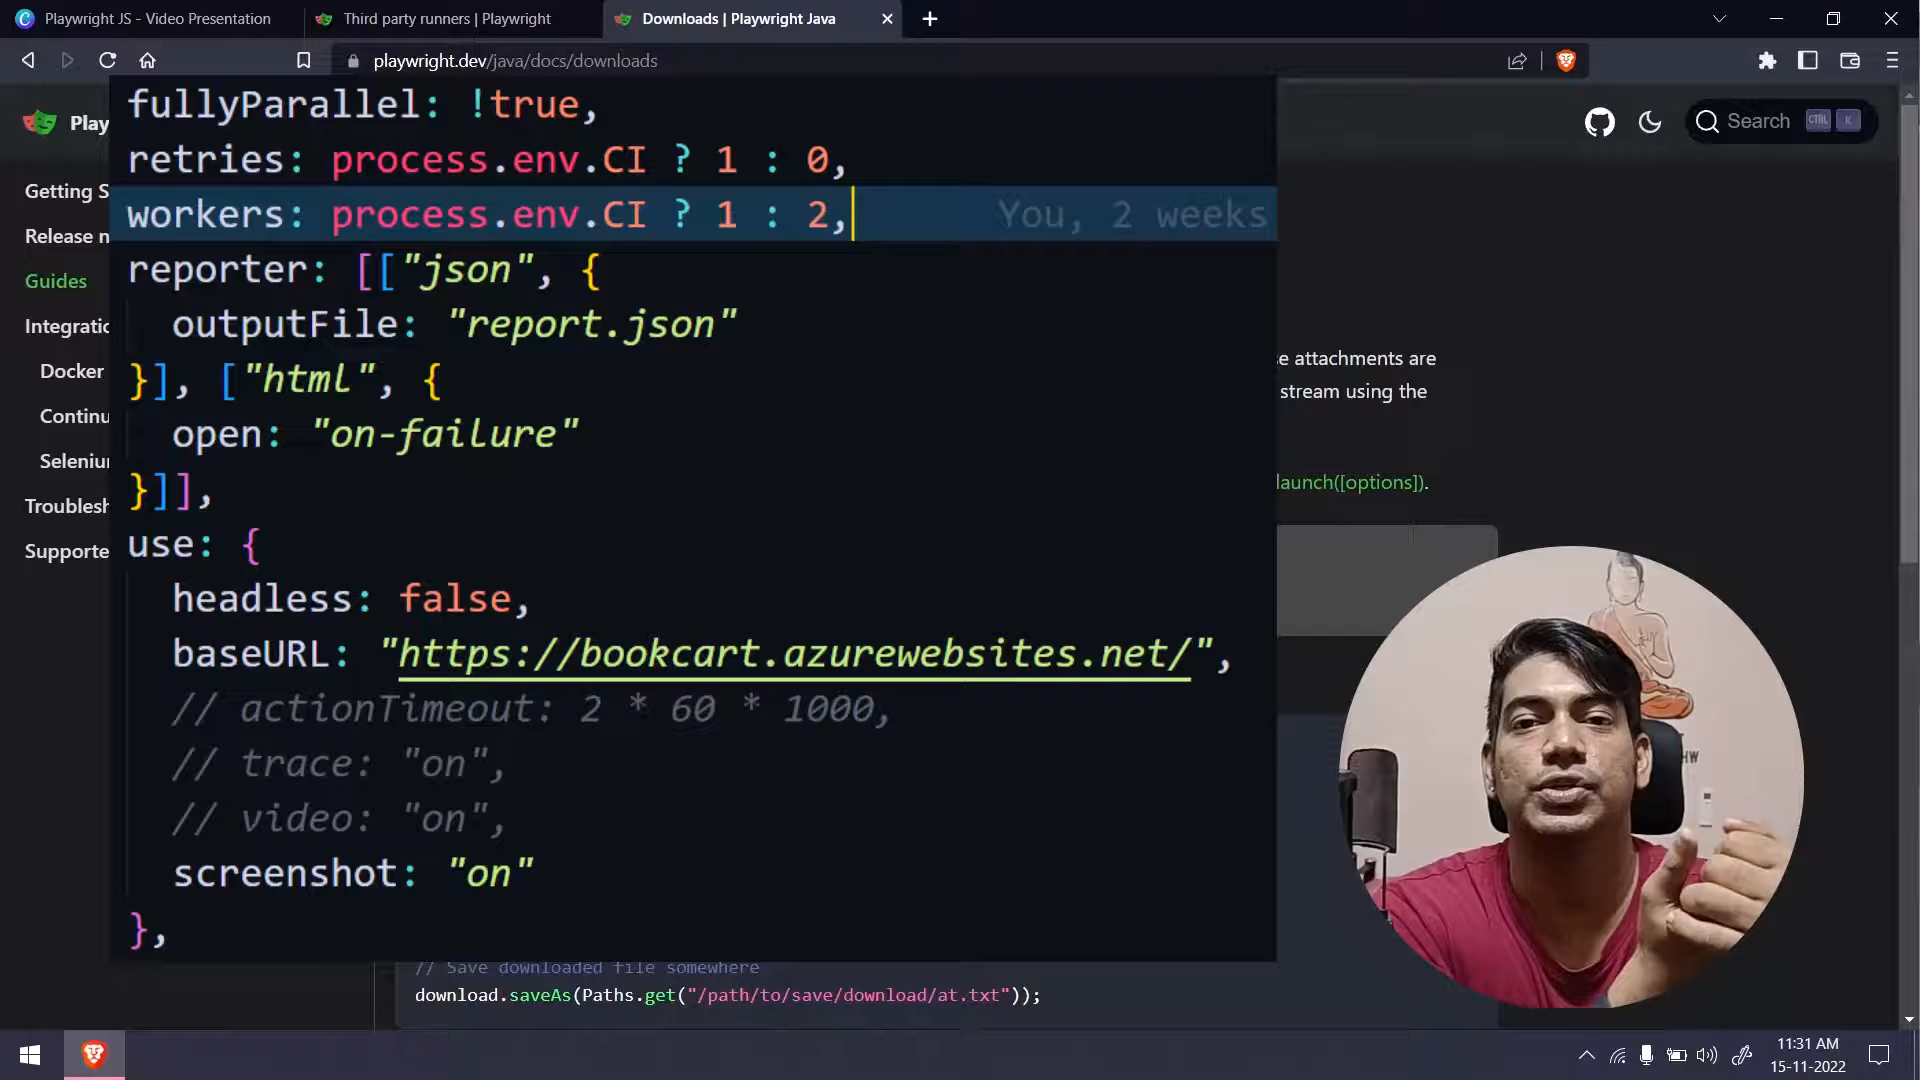 Playwright JS - Video Presentation
Third party runners | Playwright
Downloads | Playwright Java
playwright.dev/java/docs/downloads
Play
Search CTRL K
Getting S
Release n
Guides
Integratio
Docker
Continu
Seleniu
Troublesh
Supporte
fullyParallel: !true,
retries: process.env.CI ? 1 : 0,
workers: process.env.CI ? 1 : 2, You, 2 weeks
reporter: [["json", {
outputFile: "report.json"
}], ["html", {
open: "on-failure"
}]],
use: {
headless: false,
baseURL: "https://bookcart.azurewebsites.net/",
// actionTimeout: 2 * 60 * 1000,
// trace: "on",
// video: "on",
screenshot: "on"
},
e attachments are
stream using the
launch([options]).
// Save downloaded file somewhere
download.saveAs(Paths.get("/path/to/save/download/at.txt"));
HW
11:31 AM
15-11-2022